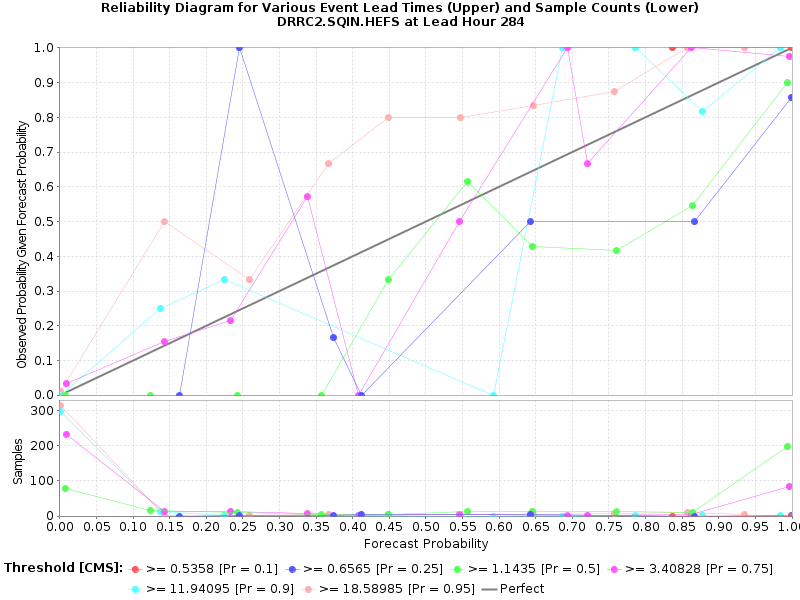 Reliability Diagram for Various Event Lead Times (Upper) and Sample Counts (Lower)
DRRC2.SQIN.HEFS at Lead Hour 284
Observed Probability Given Forecast Probability
1.0
0.9
0.8
0.7
0.6
0.5
0.4
0.3
0.2
0.1
0.0
Samples
300
200
100
0
0.00 0.05 0.10 0.15 0.20 0.25 0.30 0.35 0.40 0.45 0.50 0.55 0.60 0.65 0.70 0.75 0.80 0.85 0.90 0.95 1.0
Forecast Probability
Threshold [CMS]: >= 0.5358 [Pr = 0.1] >= 0.6565 [Pr = 0.25] >= 1.1435 [Pr = 0.5] >= 3.40828 [Pr = 0.75]
>= 11.94095 [Pr = 0.9] >= 18.58985 [Pr = 0.95] Perfect